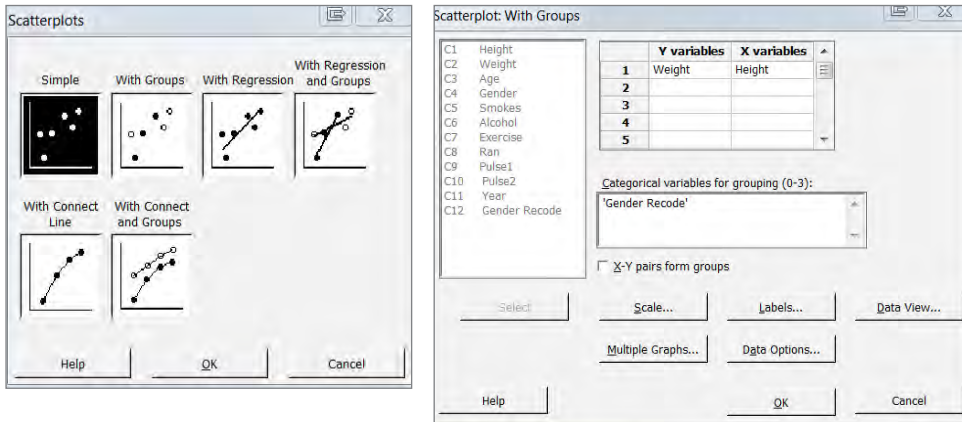 Scatterplots
Simple
With Groups
With Regression
With Regression
and Groups
With Connect
Line
With Connect
and Groups
Help
OK
Cancel
Scatterplot: With Groups
C1 Height
C2 Weight
C3 Age
C4 Gender
C5 Smokes
C6 Alcohol
C7 Exercise
C8 Ran
C9 Pulse1
C10 Pulse2
C11 Year
C12 Gender Recode
Y variables X variables
1 Weight Height
2
3
4
5
Categorical variables for grouping (0-3):
'Gender Recode'
X-Y pairs form groups
Select
Scale...
Labels...
Data View...
Multiple Graphs...
Data Options...
Help
OK
Cancel